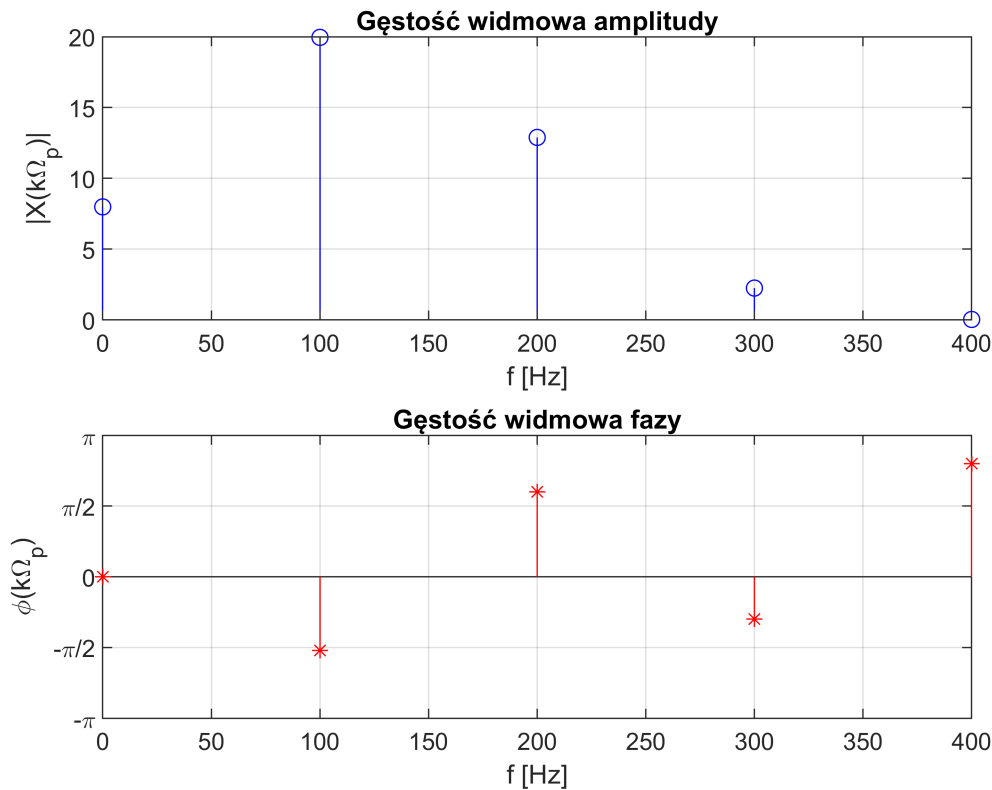 Gęstość widmowa amplitudy
|X(kΩp)|
20
15
10
5
0
0 50 100 150 200 250 300 350 400
f [Hz]
Gęstość widmowa fazy
ϕ(kΩp)
π
π/2
0
-π/2
-π
0 50 100 150 200 250 300 350 400
f [Hz]